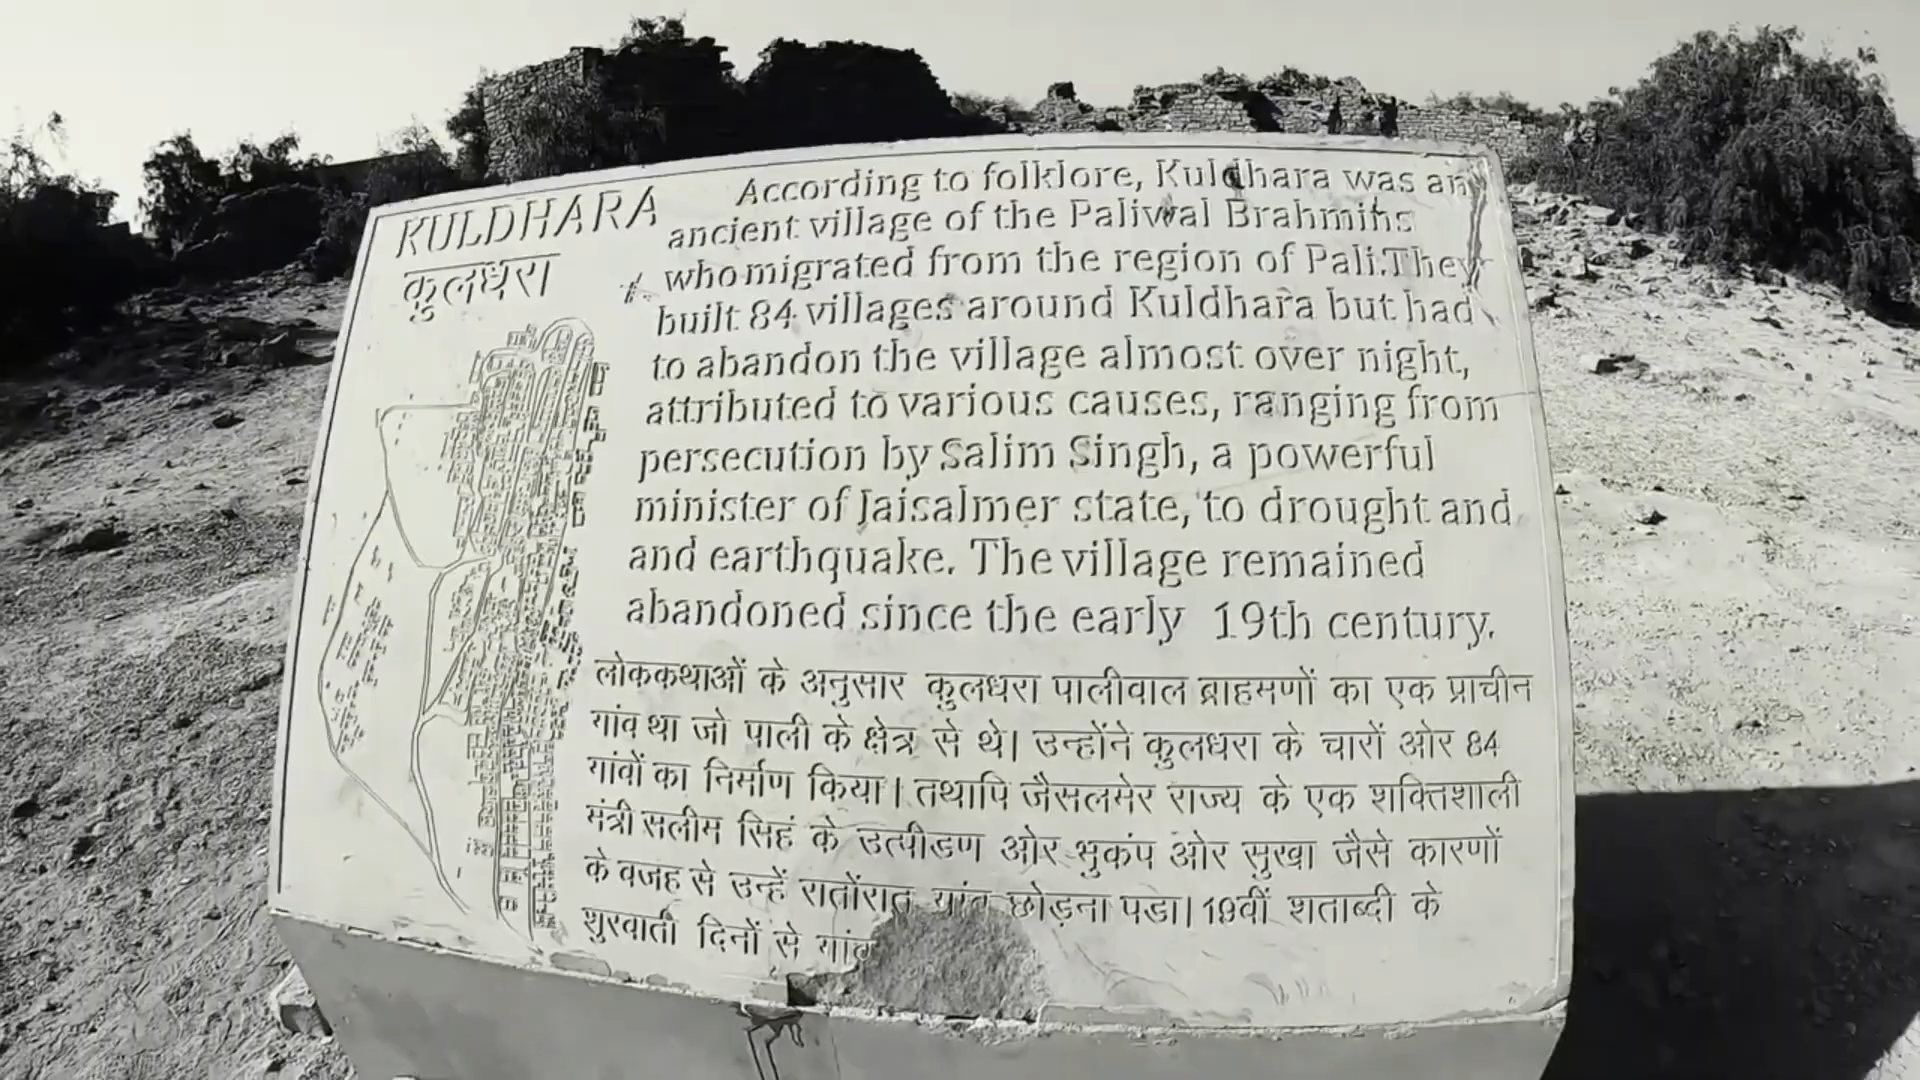 KULDHARA
कुलधरा
According to folklore, Kuldhara was an
ancient village of the Paliwal Brahmins
who migrated from the region of Pali. They
built 84 villages around Kuldhara but had
to abandon the village almost over night,
attributed to various causes, ranging from
persecution by Salim Singh, a powerful
minister of Jaisalmer state, to drought and
and earthquake. The village remained
abandoned since the early 19th century.
लोककथाओं के अनुसार कुलधरा पालीवाल ब्राहमणों का एक प्राचीन
गांव था जो पाली के क्षेत्र से थे। उन्होंने कुलधरा के चारों ओर 84
गांवों का निर्माण किया। तथापि जैसलमेर राज्य के एक शक्तिशाली
मंत्री सलीम सिहं के उत्पीडण ओर भुकंप ओर सुखा जैसे कारणों
के वजह से उन्हें रातोंरात गांव छोड़ना पडा। 19वीं शताब्दी के
शुरवाती दिनों से गांव